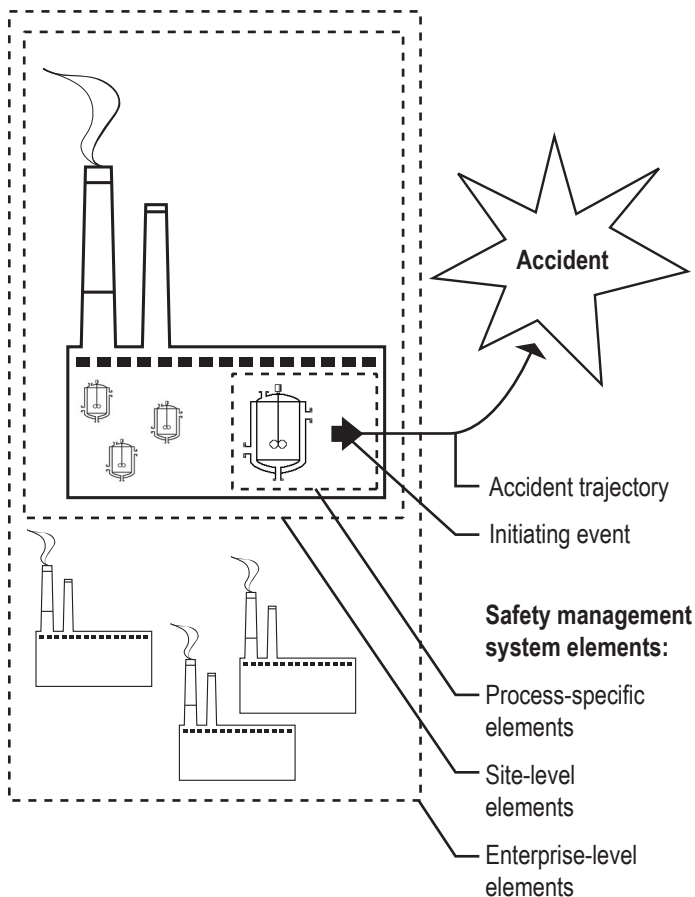 Accident
Accident trajectory
Initiating event
Safety management
system elements:
Process-specific
elements
Site-level
elements
Enterprise-level
elements